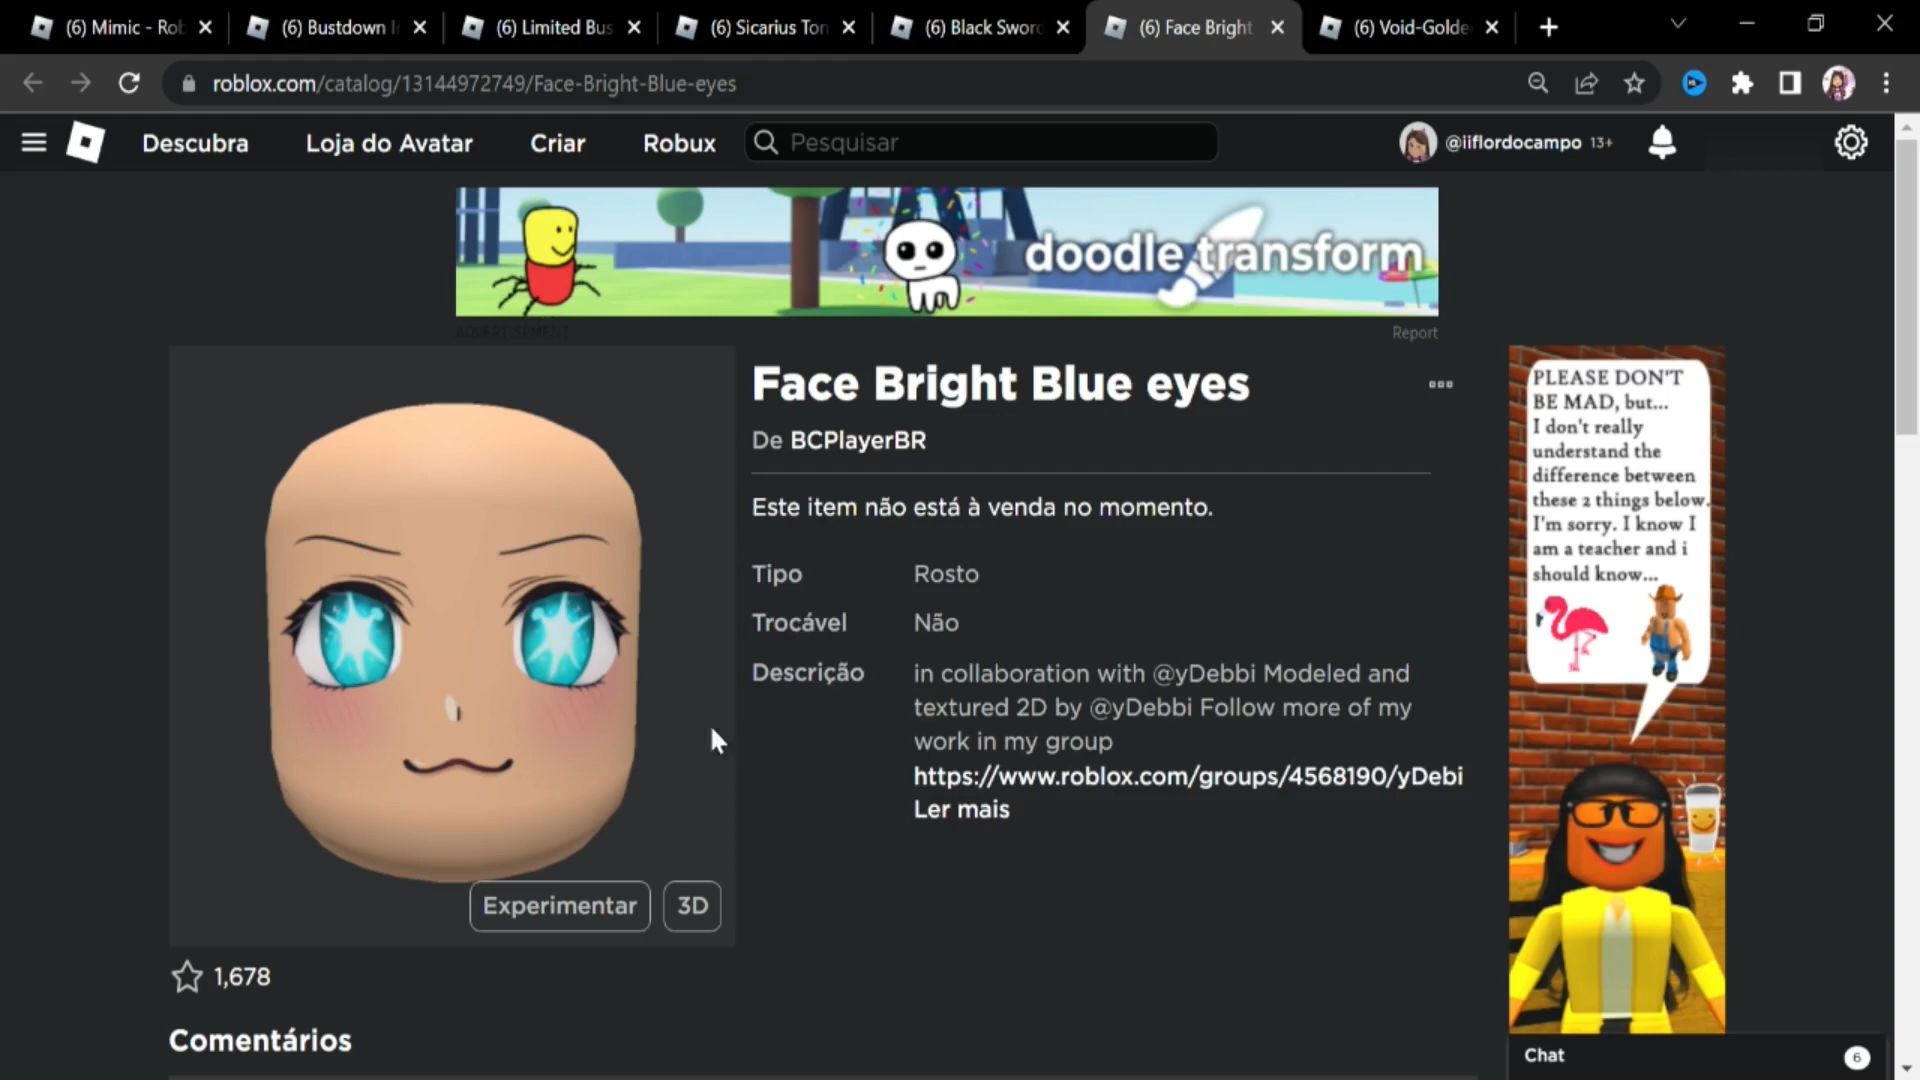 (6) Mimic - Rob
(6) Bustdown I
(6) Limited Bus
(6) Sicarius Ton
(6) Black Sword
(6) Face Bright
(6) Void-Golde
roblox.com/catalog/13144972749/Face-Bright-Blue-eyes
Descubra
Loja do Avatar
Criar
Robux
Pesquisar
@iiflordocampo 13+
doodle transform
ADVERTISEMENT
Report
Face Bright Blue eyes
De BCPlayerBR
Este item não está à venda no momento.
Tipo
Rosto
Trocável
Não
Descrição
in collaboration with @yDebbi Modeled and
textured 2D by @yDebbi Follow more of my
work in my group
https://www.roblox.com/groups/4568190/yDebi
Ler mais
Experimentar
3D
1,678
Comentários
PLEASE DON'T
BE MAD, but...
I don't really
understand the
difference between
these 2 things below.
I'm sorry. I know I
am a teacher and i
should know...
Chat
6